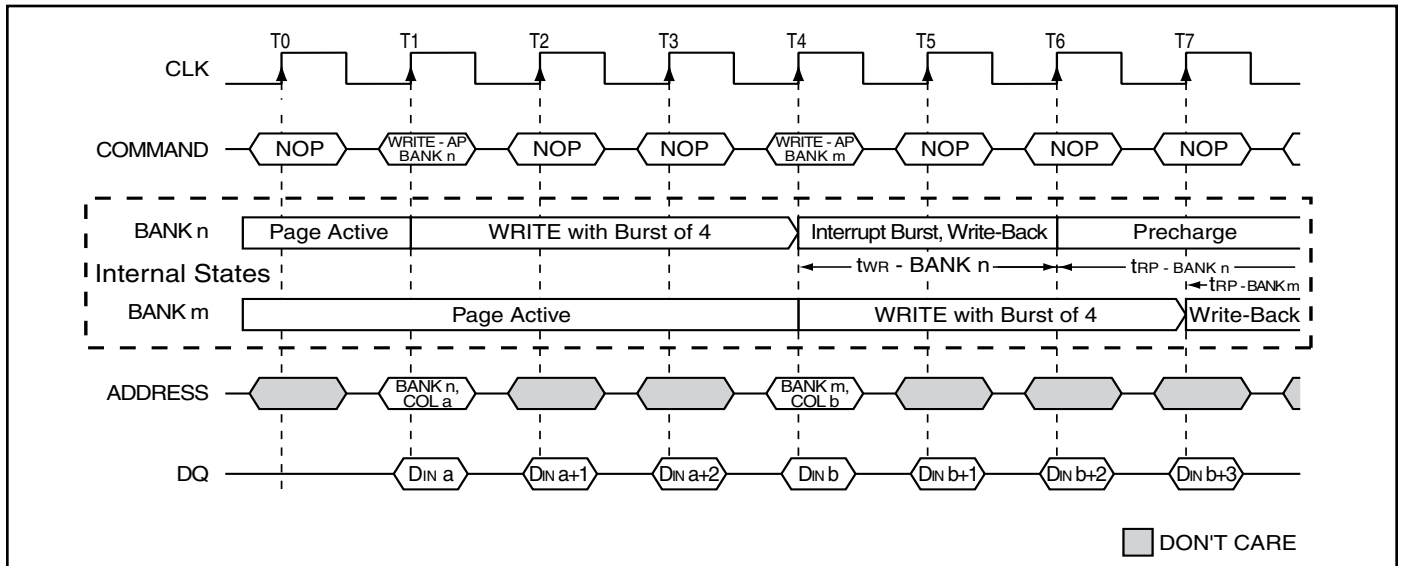 T0 T1 T2 T3 T4 T5 T6 T7
CLK
COMMAND NOP WRITE - AP BANK n NOP NOP WRITE - AP BANK m NOP NOP NOP
BANK n Page Active WRITE with Burst of 4 Interrupt Burst, Write-Back Precharge
Internal States tWR - BANK n tRP - BANK n
tRP - BANK m
BANK m Page Active WRITE with Burst of 4 Write-Back
ADDRESS BANK n, COL a BANK m, COL b
DQ DIN a DIN a+1 DIN a+2 DIN b DIN b+1 DIN b+2 DIN b+3
DON'T CARE